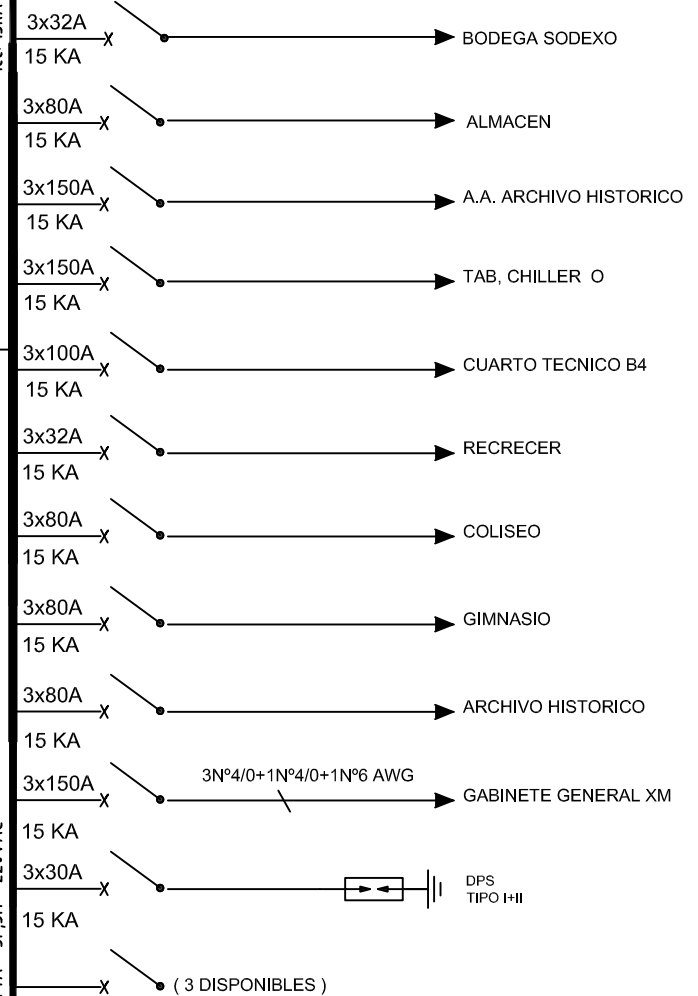 3x32A
15 KA
BODEGA SODEXO
3x80A
15 KA
ALMACEN
3x150A
15 KA
A.A. ARCHIVO HISTORICO
3x150A
15 KA
TAB, CHILLER O
3x100A
15 KA
CUARTO TECNICO B4
3x32A
15 KA
RECRECER
3x80A
15 KA
COLISEO
3x80A
15 KA
GIMNASIO
3x80A
15 KA
ARCHIVO HISTORICO
3x150A
15 KA
3Nº4/0+1Nº4/0+1Nº6 AWG
GABINETE GENERAL XM
3x30A
15 KA
DPS
TIPO I+II
( 3 DISPONIBLES )